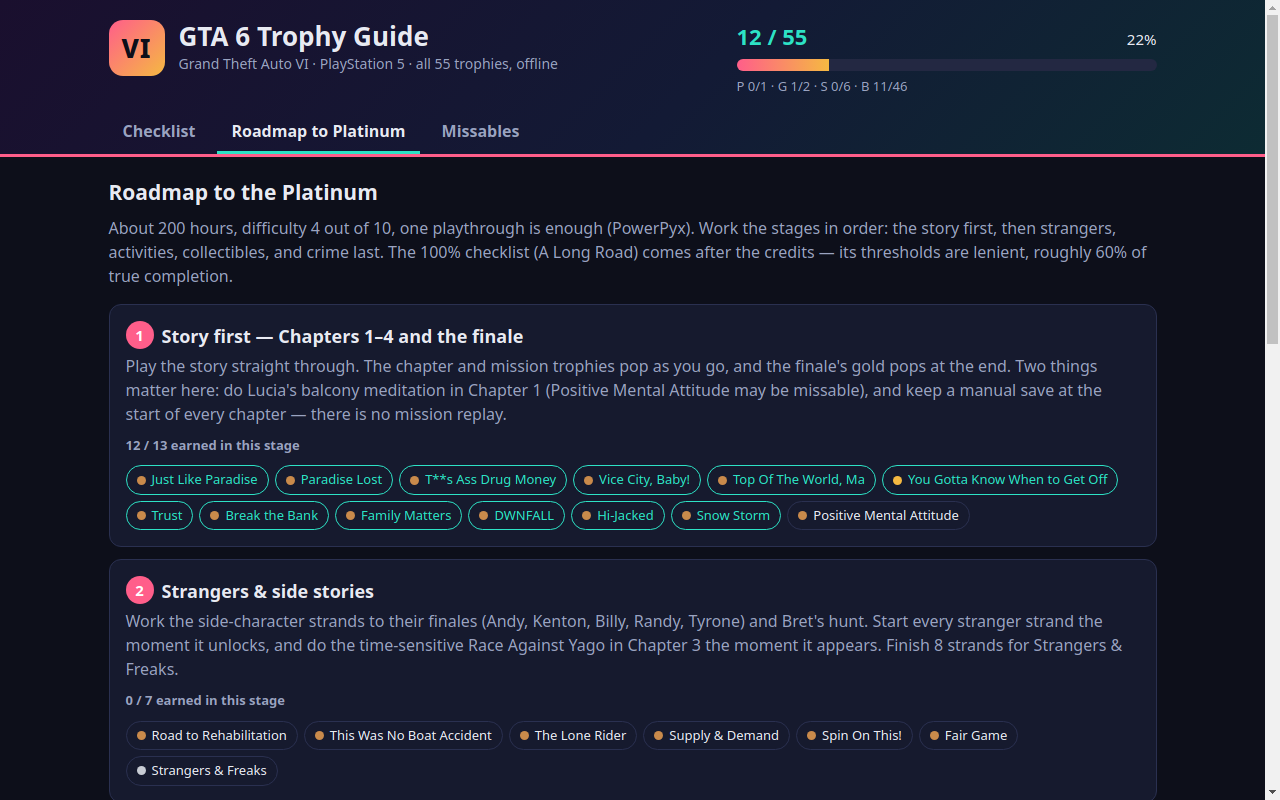 VI
GTA 6 Trophy Guide
Grand Theft Auto VI · PlayStation 5 · all 55 trophies, offline
12 / 55
22%
P 0/1 · G 1/2 · S 0/6 · B 11/46
Checklist
Roadmap to Platinum
Missables
Roadmap to the Platinum
About 200 hours, difficulty 4 out of 10, one playthrough is enough (PowerPyx). Work the stages in order: the story first, then strangers,
activities, collectibles, and crime last. The 100% checklist (A Long Road) comes after the credits — its thresholds are lenient, roughly 60% of
true completion.
1 Story first — Chapters 1–4 and the finale
Play the story straight through. The chapter and mission trophies pop as you go, and the finale's gold pops at the end. Two things
matter here: do Lucia's balcony meditation in Chapter 1 (Positive Mental Attitude may be missable), and keep a manual save at the
start of every chapter — there is no mission replay.
12 / 13 earned in this stage
Just Like Paradise
Paradise Lost
T**s Ass Drug Money
Vice City, Baby!
Top Of The World, Ma
You Gotta Know When to Get Off
Trust
Break the Bank
Family Matters
DWNFALL
Hi-Jacked
Snow Storm
Positive Mental Attitude
2 Strangers & side stories
Work the side-character strands to their finales (Andy, Kenton, Billy, Randy, Tyrone) and Bret's hunt. Start every stranger strand the
moment it unlocks, and do the time-sensitive Race Against Yago in Chapter 3 the moment it appears. Finish 8 strands for Strangers &
Freaks.
0 / 7 earned in this stage
Road to Rehabilitation
This Was No Boat Accident
The Lone Rider
Supply & Demand
Spin On This!
Fair Game
Strangers & Freaks